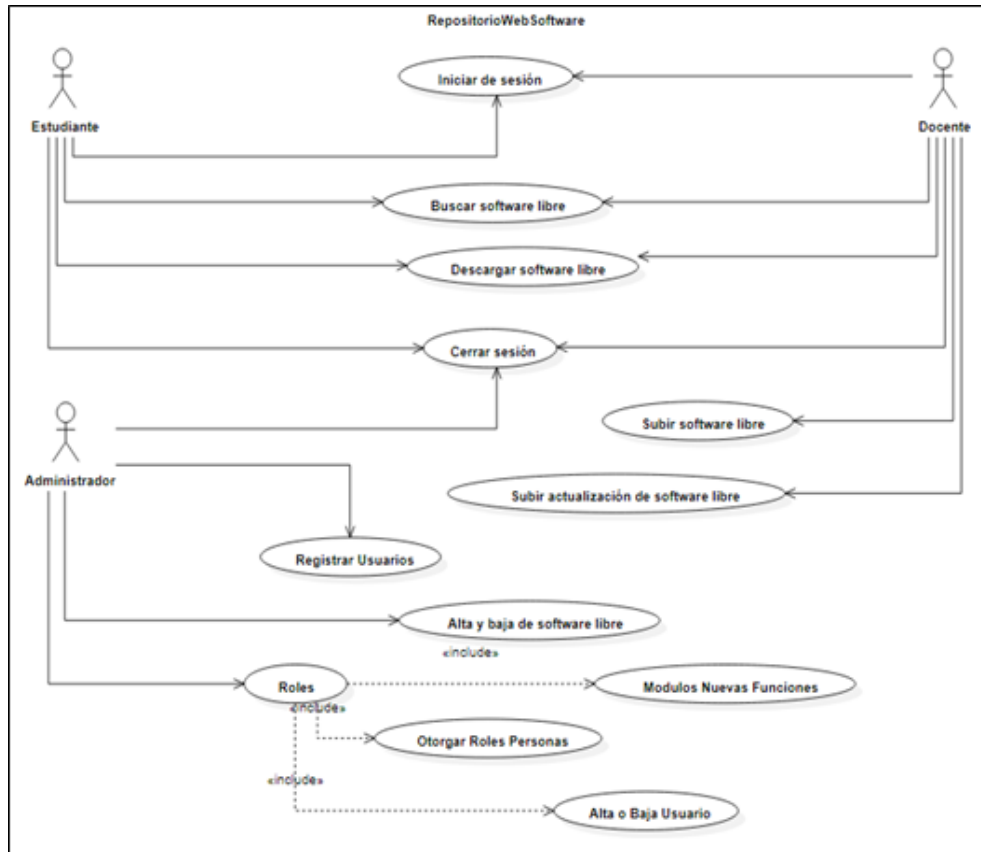 RepositorioWebSoftware
Iniciar de sesión
Estudiante
Docente
Buscar software libre
Descargar software libre
Cerrar sesión
Subir software libre
Administrador
Subir actualización de software libre
Registrar Usuarios
Alta y baja de software libre
«include»
Roles
Modulos Nuevas Funciones
«include»
Otorgar Roles Personas
«include»
Alta o Baja Usuario